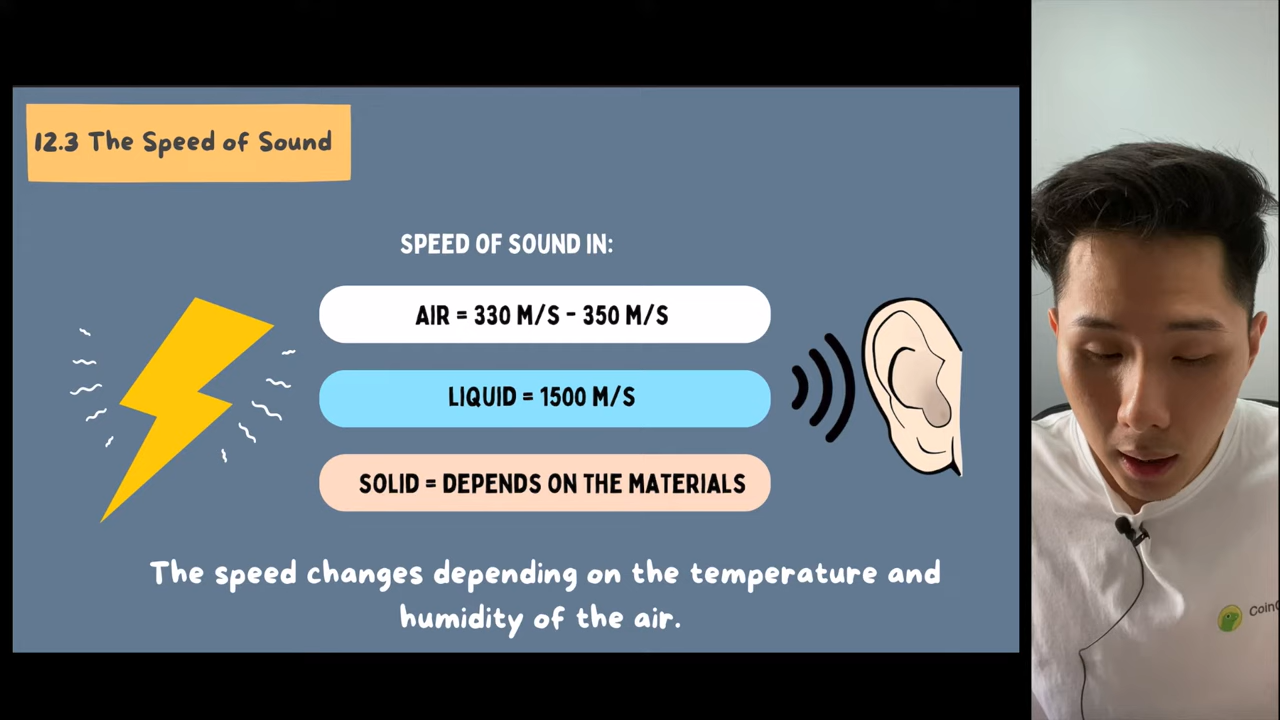 12.3 The Speed of Sound
SPEED OF SOUND IN:
AIR = 330 M/S - 350 M/S
LIQUID = 1500 M/S
SOLID = DEPENDS ON THE MATERIALS
The speed changes depending on the temperature and
humidity of the air.